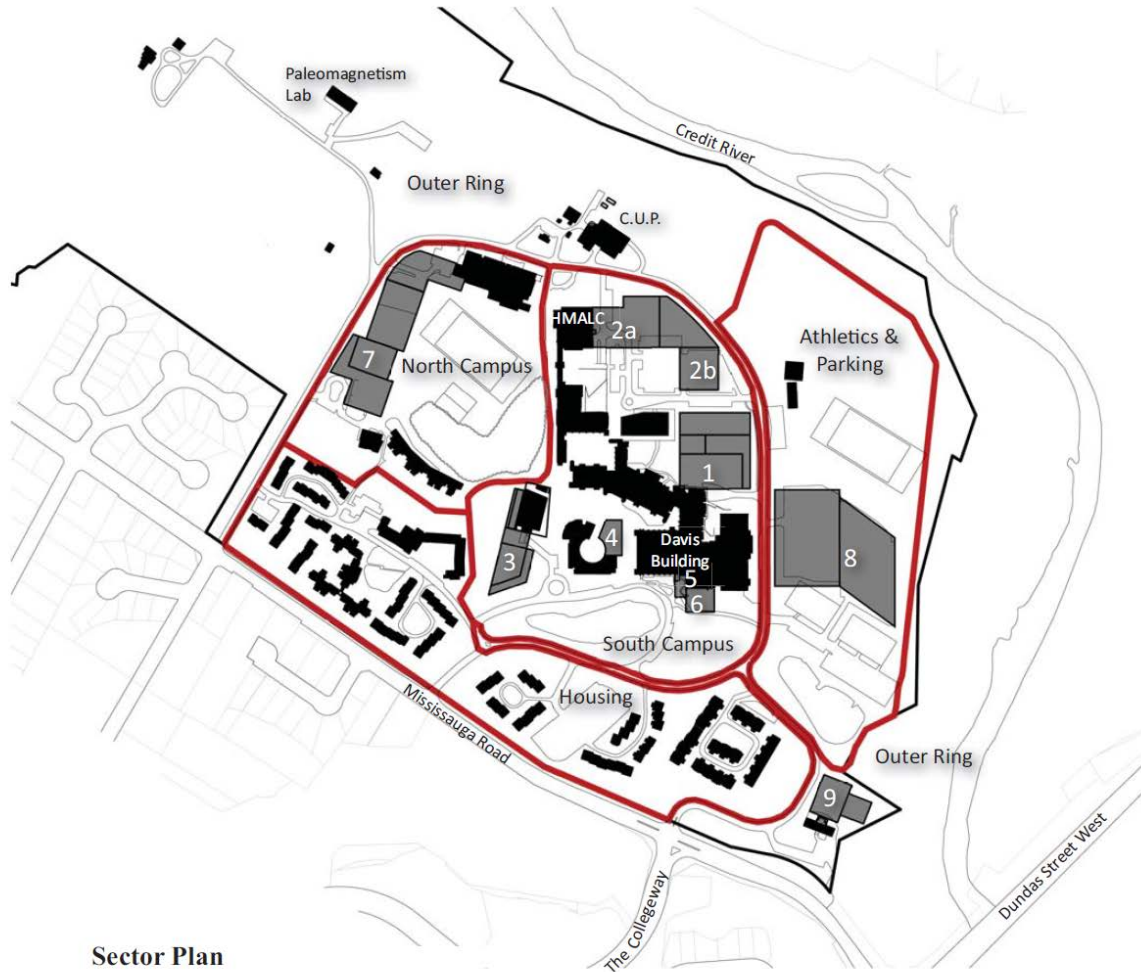 Paleomagnetism
Lab
Credit River
Outer Ring
C.U.P.
HMALC
2a
Athletics &
Parking
7
North Campus
2b
1
4
Davis
Building
3
8
5
6
South Campus
Housing
Mississauga Road
Outer Ring
9
Dundas Street West
The Collegeway
Sector Plan